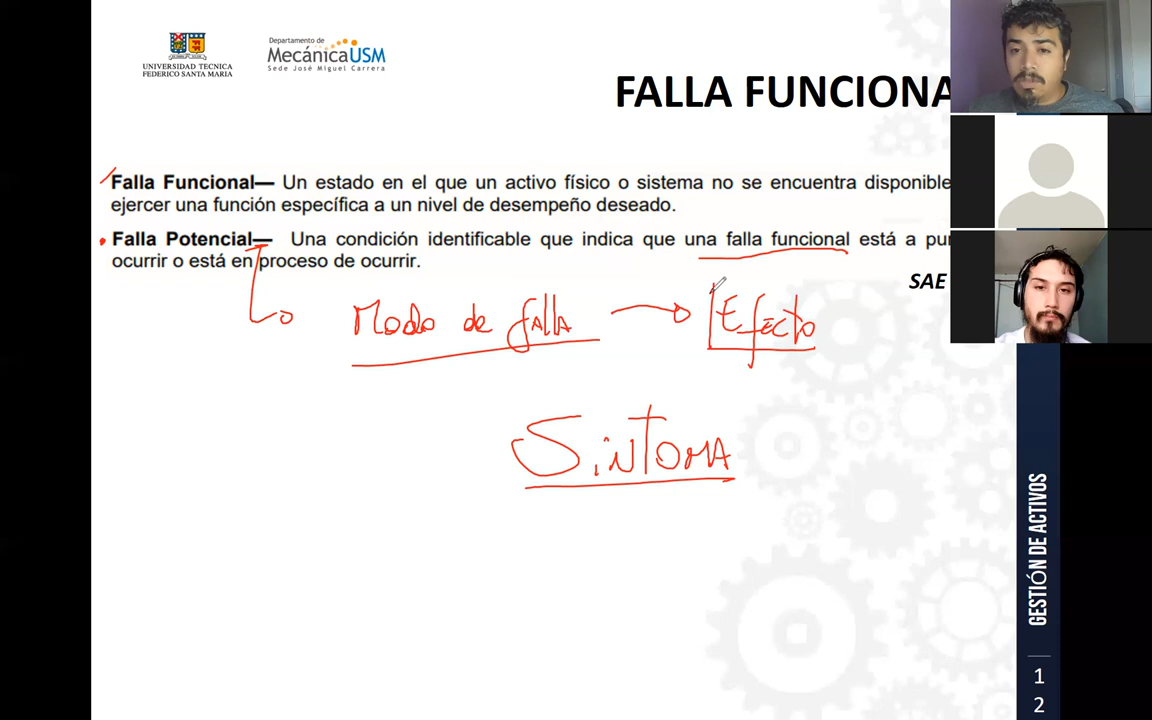 UNIVERSIDAD TECNICA
FEDERICO SANTA MARIA
Departamento de
MecánicaUSM
Sede José Miguel Carrera
FALLA FUNCIONA
Falla Funcional— Un estado en el que un activo físico o sistema no se encuentra disponible
ejercer una función específica a un nivel de desempeño deseado.
Falla Potencial— Una condición identificable que indica que una falla funcional está a pu
ocurrir o está en proceso de ocurrir.
SAE
Modo de falla Efecto
SiNTOMA
GESTIÓN DE ACTIVOS
1
2